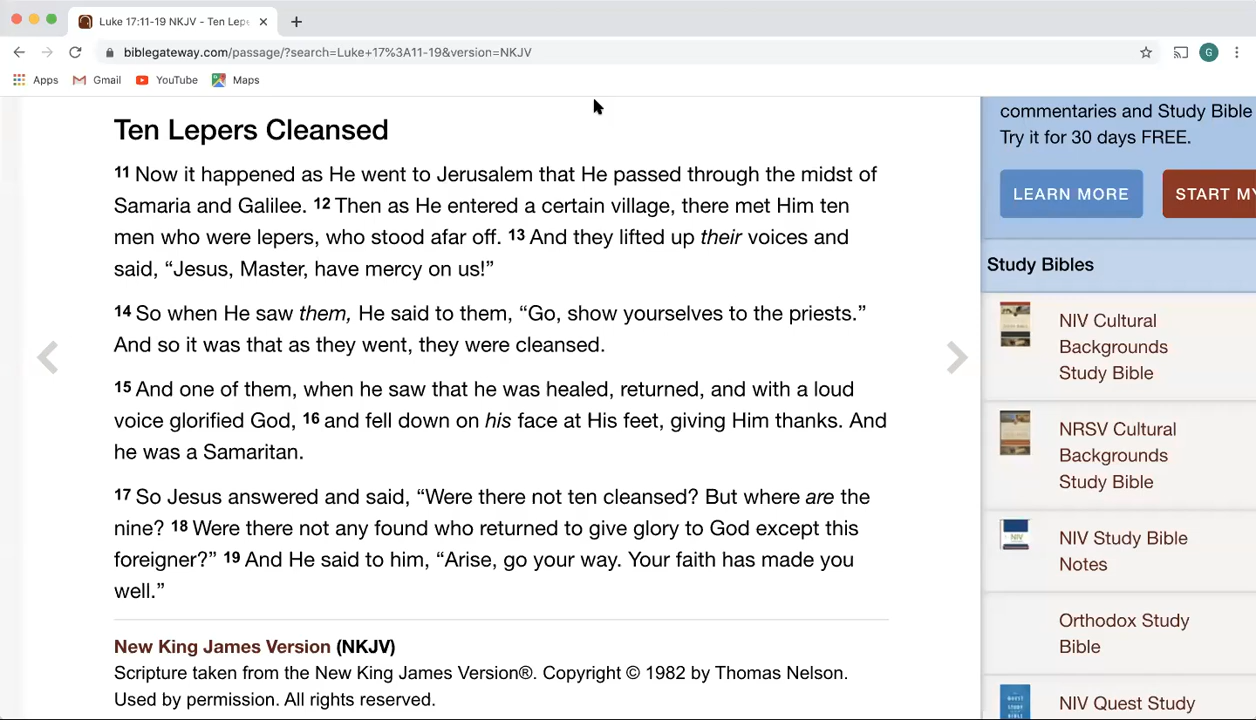 Luke 17:11-19 NKJV - Ten Lep
biblegateway.com/passage/?search=Luke+17%3A11-19&version=NKJV
G
Apps Gmail YouTube Maps
Ten Lepers Cleansed
11 Now it happened as He went to Jerusalem that He passed through the midst of
Samaria and Galilee. 12 Then as He entered a certain village, there met Him ten
men who were lepers, who stood afar off. 13 And they lifted up their voices and
said, “Jesus, Master, have mercy on us!”
14 So when He saw them, He said to them, “Go, show yourselves to the priests.”
And so it was that as they went, they were cleansed.
15 And one of them, when he saw that he was healed, returned, and with a loud
voice glorified God, 16 and fell down on his face at His feet, giving Him thanks. And
he was a Samaritan.
17 So Jesus answered and said, “Were there not ten cleansed? But where are the
nine? 18 Were there not any found who returned to give glory to God except this
foreigner?” 19 And He said to him, “Arise, go your way. Your faith has made you
well.”
New King James Version (NKJV)
Scripture taken from the New King James Version®. Copyright © 1982 by Thomas Nelson.
Used by permission. All rights reserved.
commentaries and Study Bible
Try it for 30 days FREE.
LEARN MORE
START MY
Study Bibles
NIV Cultural
Backgrounds
Study Bible
NRSV Cultural
Backgrounds
Study Bible
NIV Study Bible
Notes
Orthodox Study
Bible
NIV Quest Study